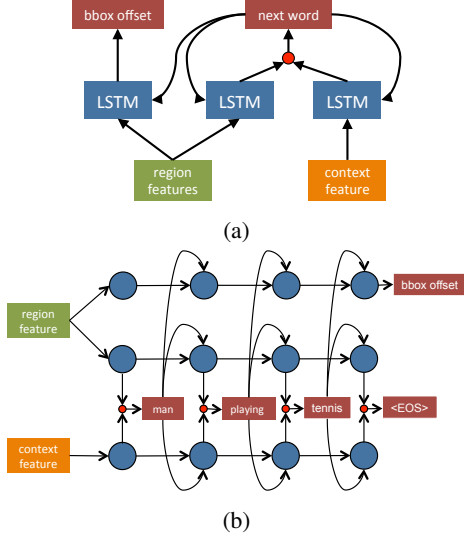 bbox offset
next word
LSTM
LSTM
LSTM
region
features
context
feature
(a)
bbox offset
region
feature
man
playing
tennis
<EOS>
context
feature
(b)